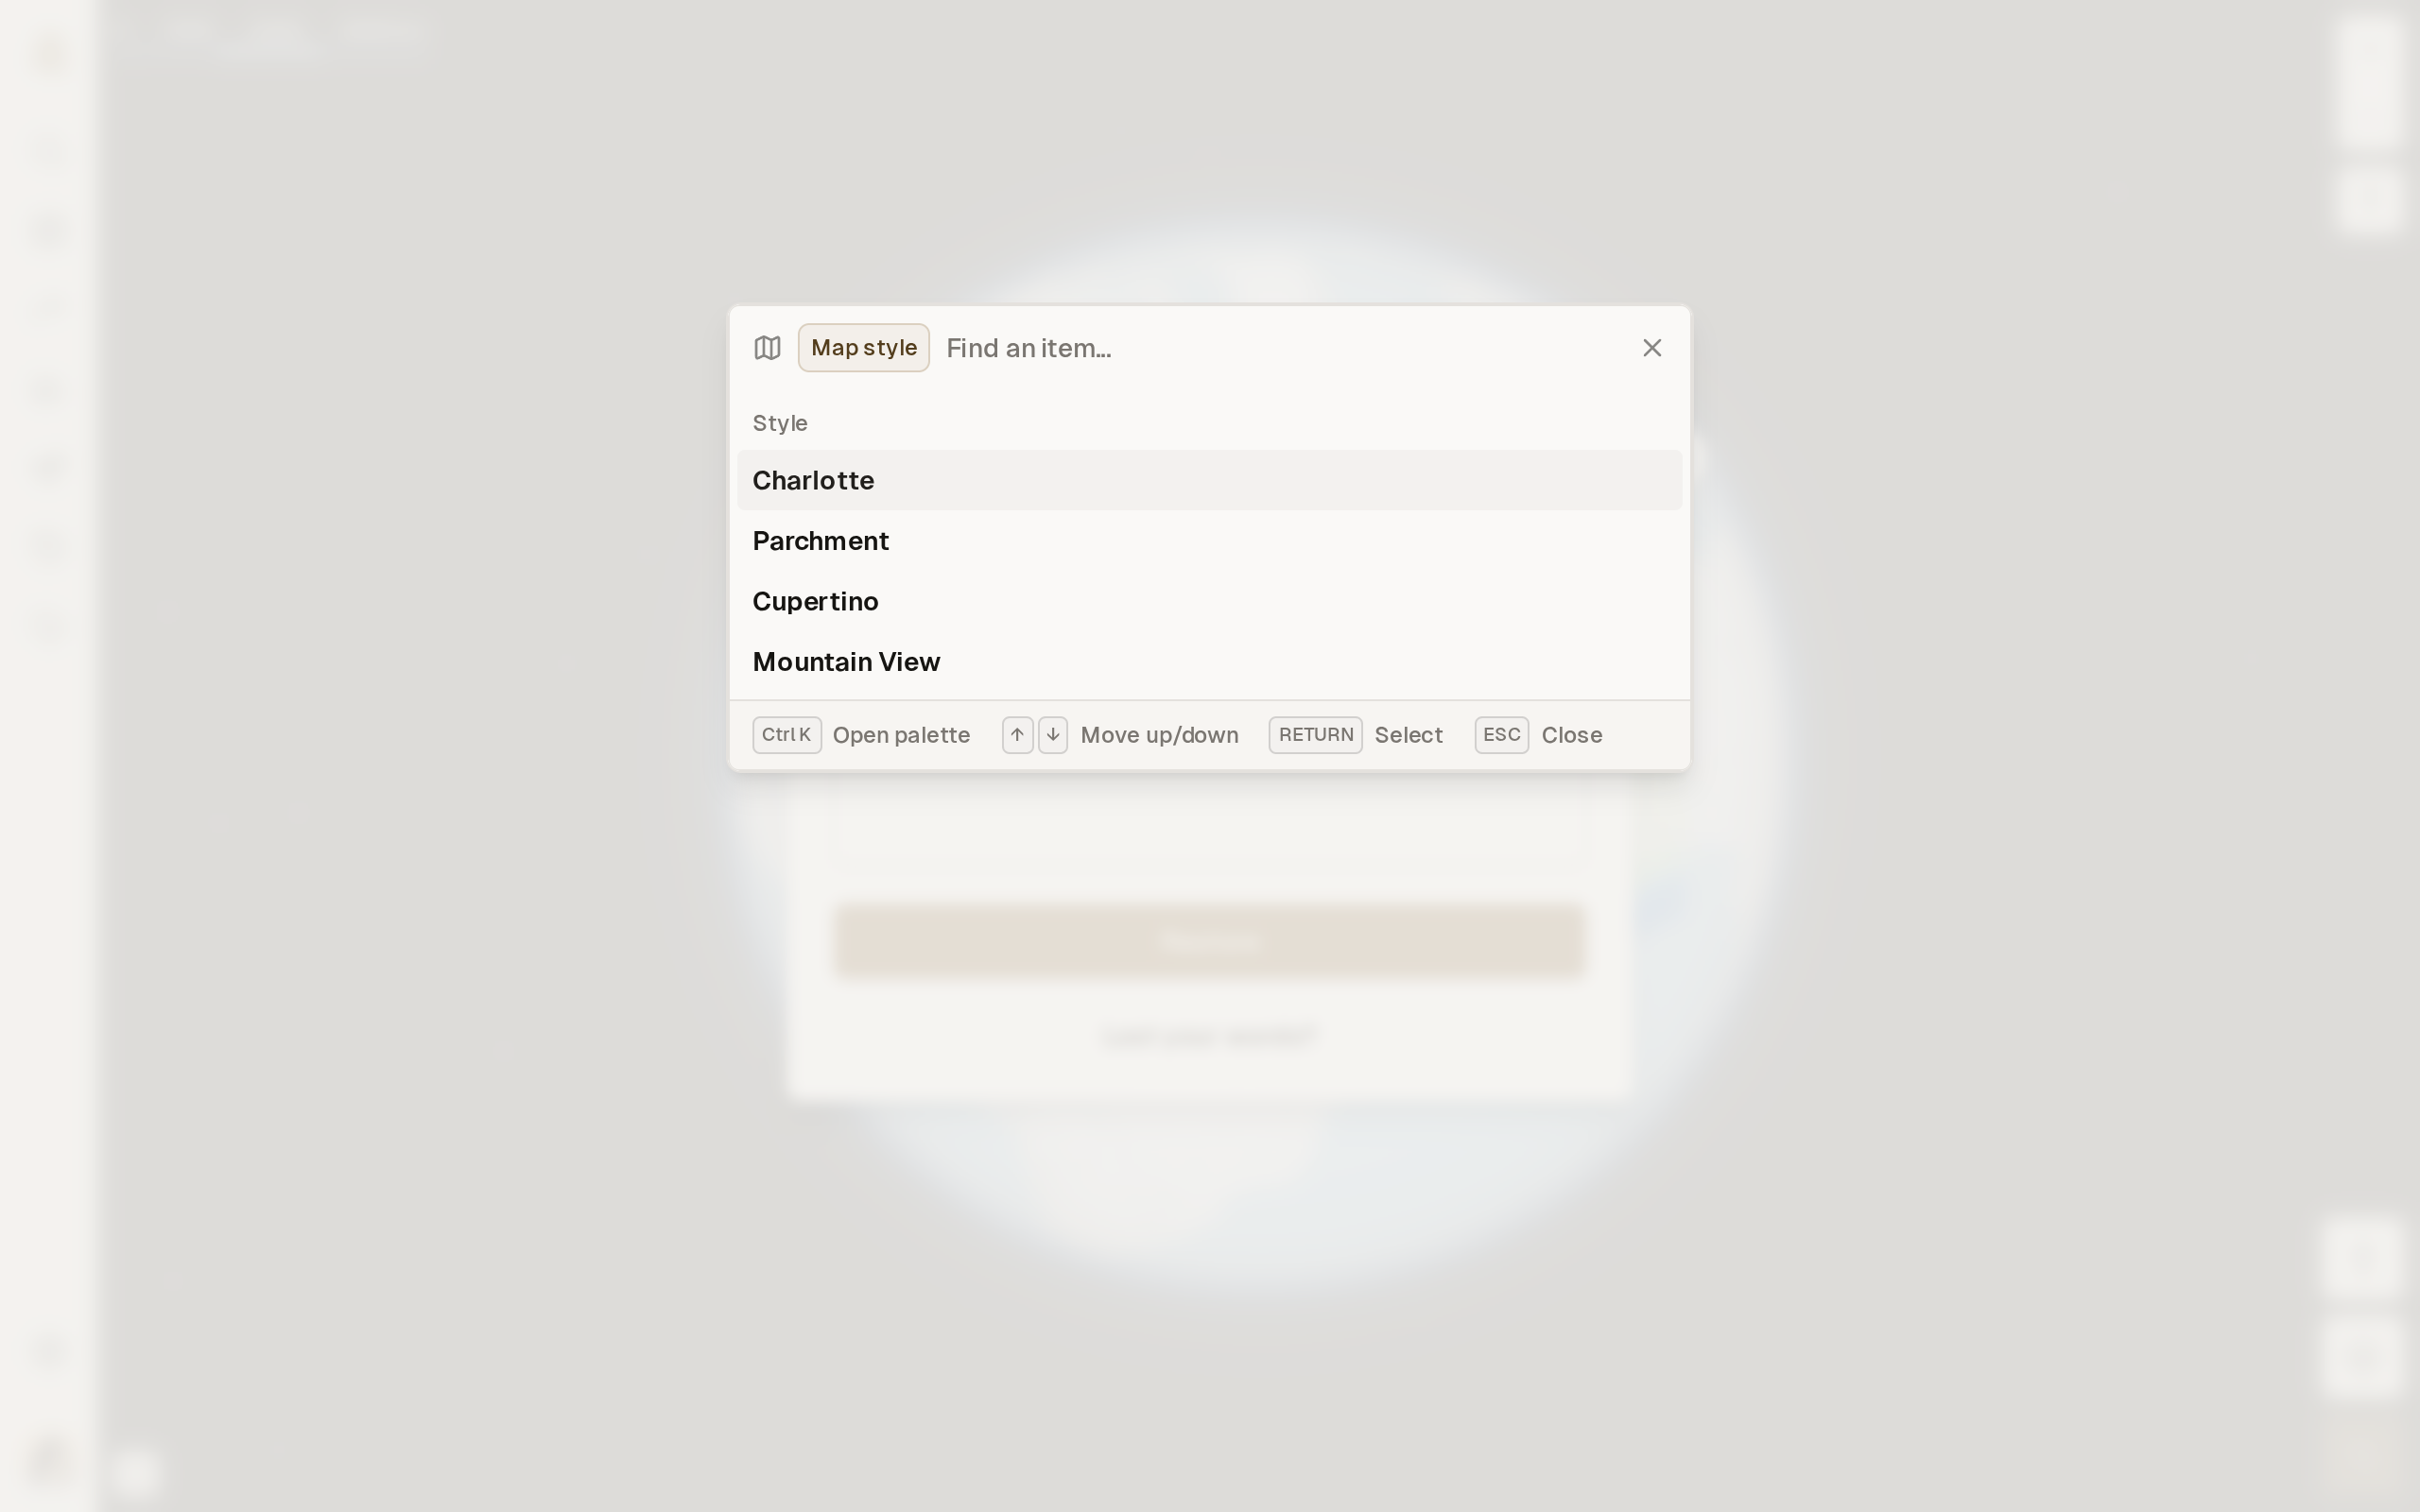 Map style Find an item...
Style
Charlotte
Parchment
Cupertino
Mountain View
Ctrl K Open palette ↑ ↓ Move up/down RETURN Select ESC Close